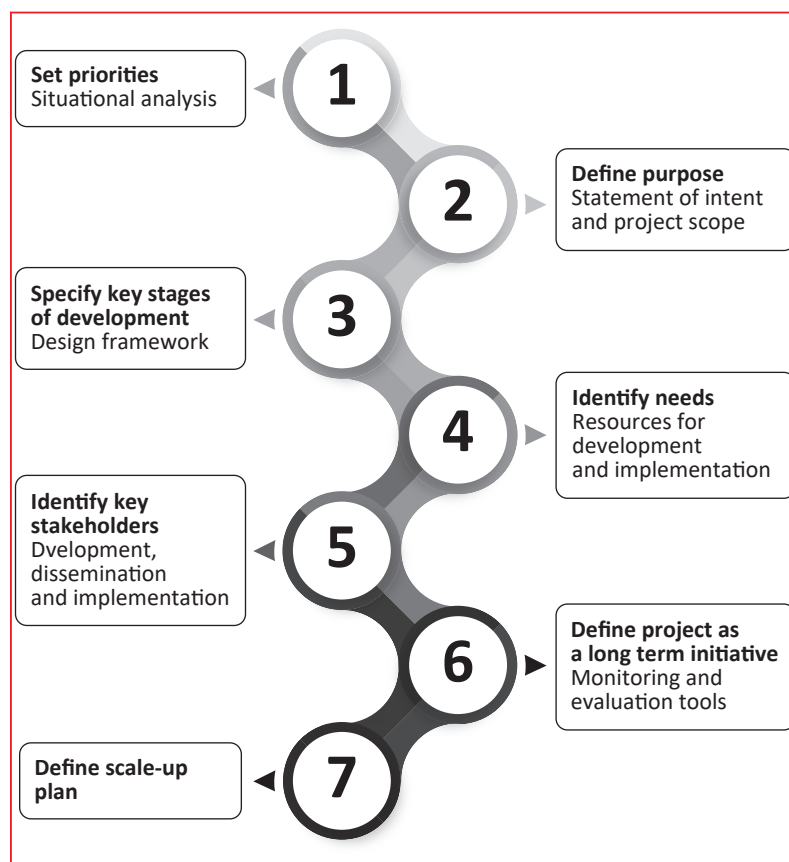 1
Set priorities
Situational analysis
2
Define purpose
Statement of intent
and project scope
3
Specify key stages
of development
Design framework
4
Identify needs
Resources for
development
and implementation
5
Identify key
stakeholders
Dvelopment,
dissemination
and implementation
6
Define project as
a long term initiative
Monitoring and
evaluation tools
7
Define scale-up
plan